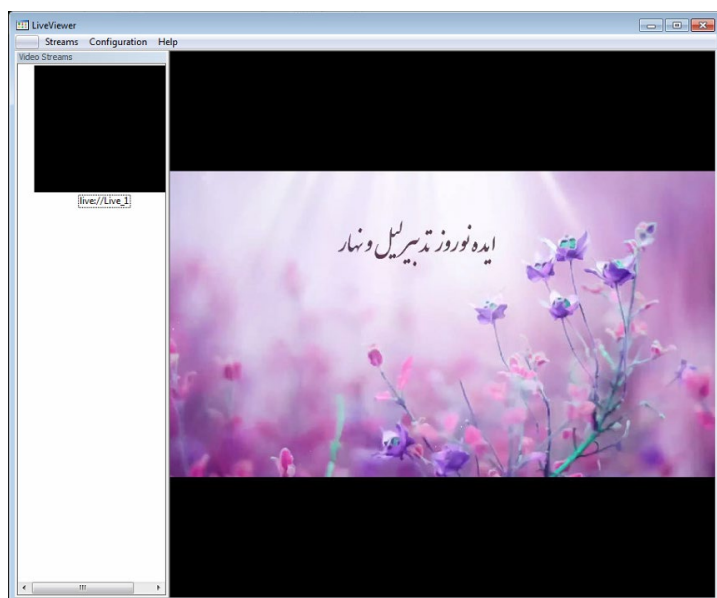 LiveViewer
Streams Configuration Help
Video Streams
live://Live_1
ایده نوروز تدبیر لیل و نهار